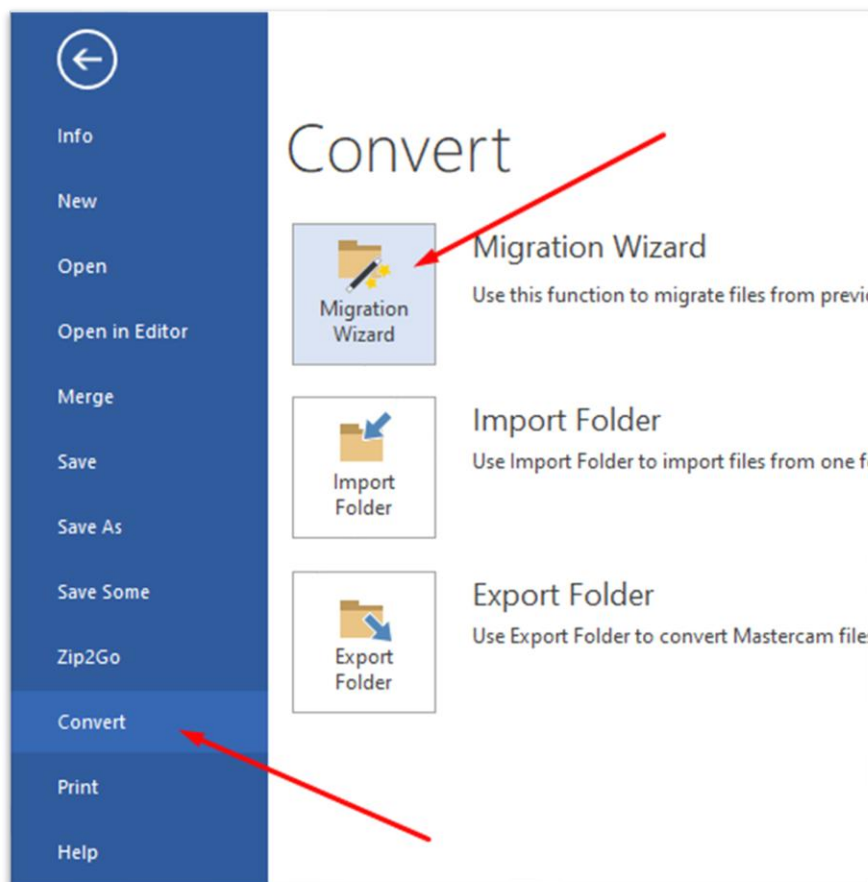 Info
New
Open
Open in Editor
Merge
Save
Save As
Save Some
Zip2Go
Convert
Print
Help
Convert
Migration
Wizard
Migration Wizard
Use this function to migrate files from
Import
Folder
Import Folder
Use Import Folder to import files from one
Export
Folder
Export Folder
Use Export Folder to convert Mastercam